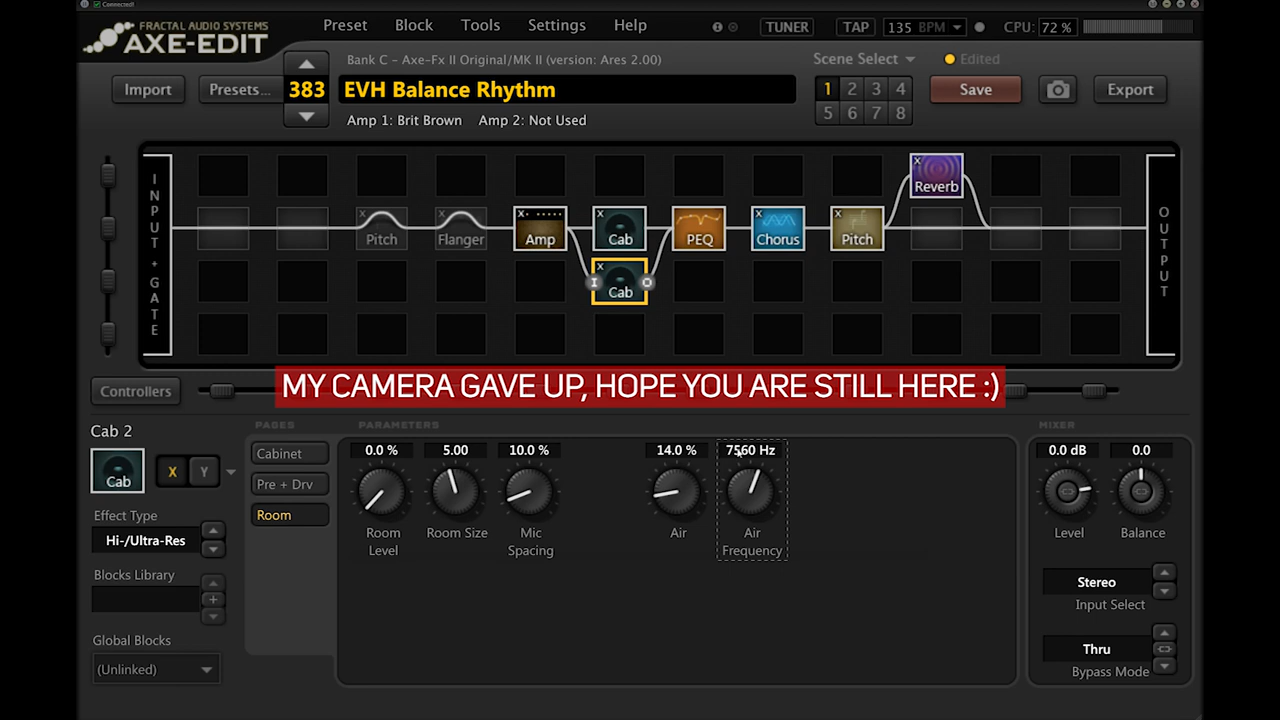 Connected!
FRACTAL AUDIO SYSTEMS
AXE-EDIT
Preset Block Tools Settings Help
TUNER
TAP
135 BPM
CPU: 72 %
Bank C - Axe-Fx II Original/MK II (version: Ares 2.00)
Scene Select
Edited
Import
Presets...
383
EVH Balance Rhythm
1 2 3 4
5 6 7 8
Save
Export
Amp 1: Brit Brown Amp 2: Not Used
INPUT + GATE
X Reverb
X Pitch
X Flanger
X Amp
X Cab
PEQ
X Chorus
X Pitch
X Cab
I O
OUTPUT
Controllers
MY CAMERA GAVE UP, HOPE YOU ARE STILL HERE :)
PAGES
PARAMETERS
MIXER
Cab 2
Cab
X Y
Effect Type
Hi-/Ultra-Res
Blocks Library
+
Global Blocks
(Unlinked)
Cabinet
Pre + Drv
Room
0.0 % 5.00 10.0 % 14.0 % 7560 Hz
Room Level
Room Size
Mic Spacing
Air
Air Frequency
0.0 dB 0.0
Level Balance
Stereo
Input Select
Thru
Bypass Mode